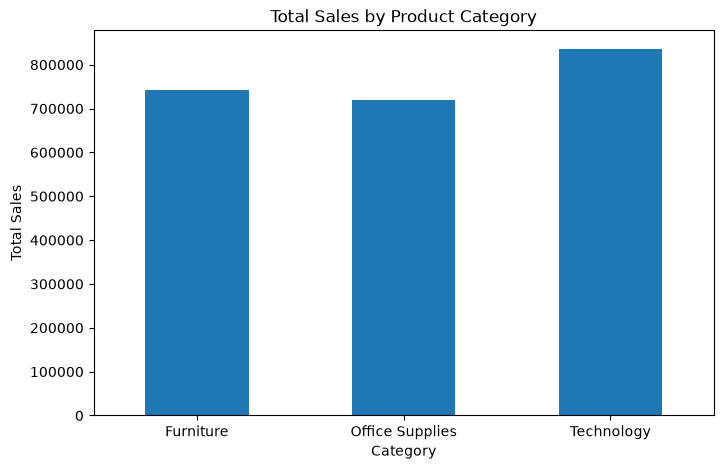 Total Sales by Product Category
Total Sales
800000
700000
600000
500000
400000
300000
200000
100000
0
Furniture
Office Supplies
Technology
Category